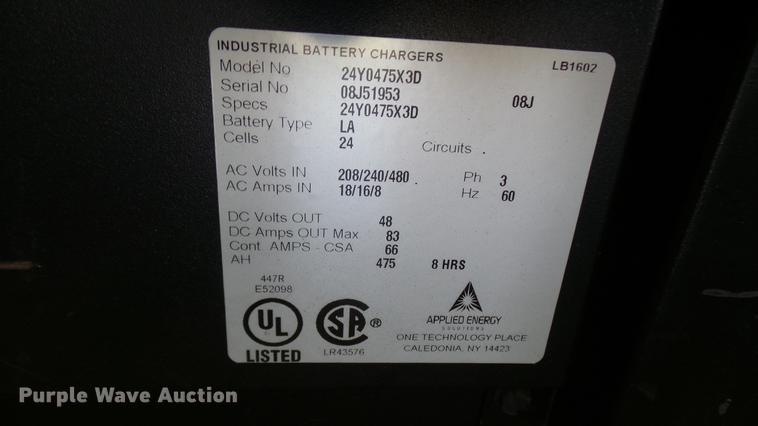 INDUSTRIAL BATTERY CHARGERS LB1602
Model No 24Y0475X3D
Serial No 08J51953 08J
Specs 24Y0475X3D
Battery Type LA
Cells 24 Circuits .
AC Volts IN 208/240/480 . Ph 3
AC Amps IN 18/16/8 Hz 60
DC Volts OUT 48
DC Amps OUT Max. 83
Cont. AMPS - CSA 66
AH 475 8 HRS
447R
E52098
UL
LISTED
SA ®
LR43576
APPLIED ENERGY
SOLUTIONS
ONE TECHNOLOGY PLACE
CALEDONIA, NY 14423
Purple Wave Auction